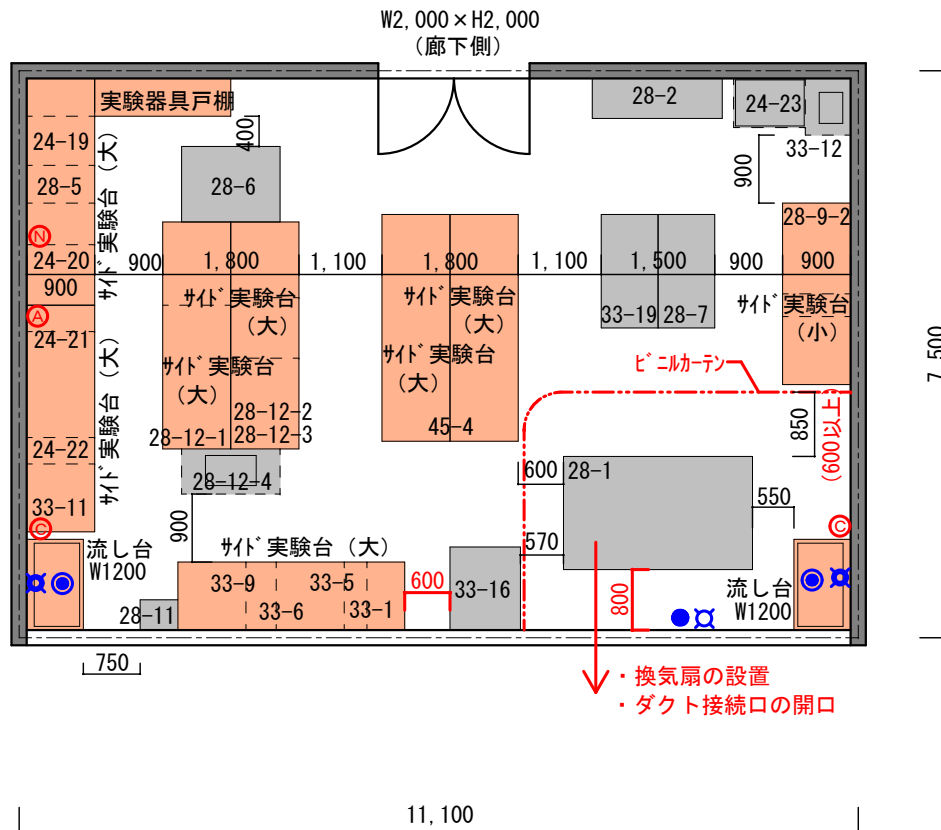 W2,000×H2,000
（廊下側）
実験器具戸棚
28-2
24-23
33-12
24-19
28-5
24-20
900
サイド実験台（大）
400
28-6
900
28-9-2
900
1,800
1,100
1,800
1,100
1,500
900
900
サイド実験台
（大）
サイド実験台
（大）
サイド実験台
（小）
33-19
28-7
N
A
24-21
24-22
33-11
サイド実験台（大）
サイド実験台
（大）
28-12-1
28-12-2
28-12-3
サイド実験台
（大）
45-4
ビニルカーテン
850
(600以上)
28-12-4
600
28-1
550
C
C
900
サイド実験台（大）
570
流し台
W1200
33-9
33-5
33-6
33-1
28-11
600
33-16
800
流し台
W1200
750
・換気扇の設置
・ダクト接続口の開口
7,500
11,100